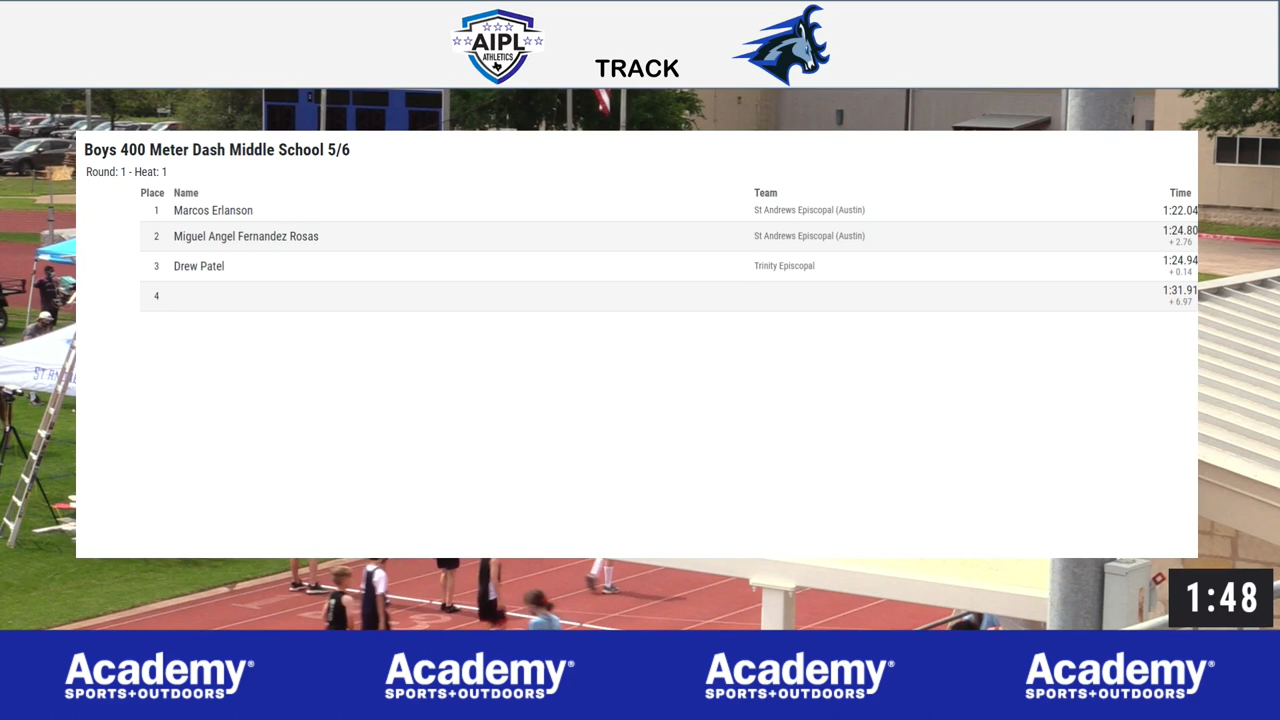 AIPL
ATHLETICS
TRACK
Boys 400 Meter Dash Middle School 5/6
Round: 1 - Heat: 1
Place Name Team Time
1 Marcos Erlanson St Andrews Episcopal (Austin) 1:22.04
2 Miguel Angel Fernandez Rosas St Andrews Episcopal (Austin) 1:24.80
+ 2.76
3 Drew Patel Trinity Episcopal 1:24.94
+ 0.14
4 1:31.91
+ 6.97
1:48
Academy® Academy® Academy® Academy®
SPORTS+OUTDOORS SPORTS+OUTDOORS SPORTS+OUTDOORS SPORTS+OUTDOORS